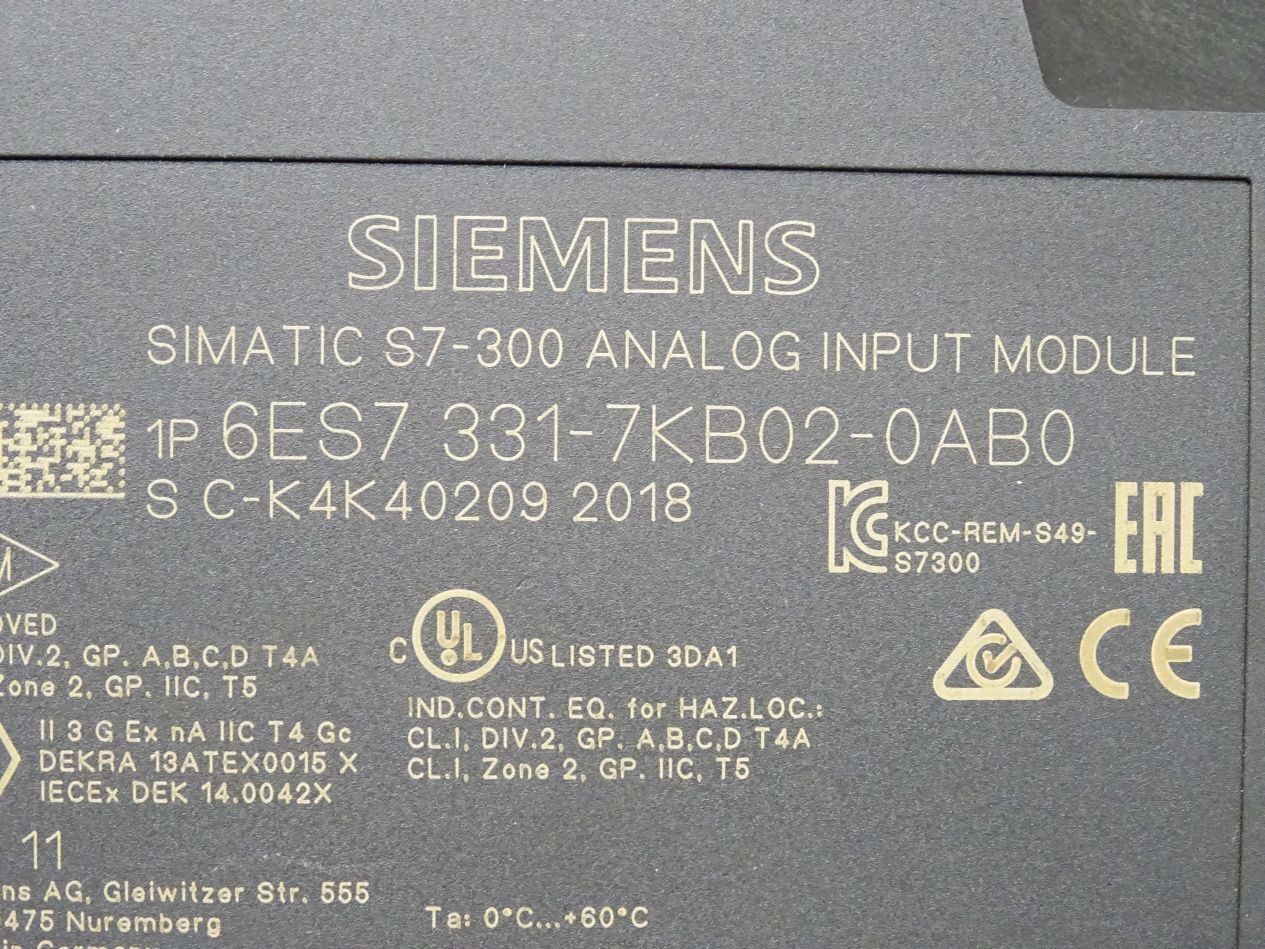 SIEMENS
SIMATIC S7-300 ANALOG INPUT MODULE
1P 6ES7 331-7KB02-0AB0
S C-K4K40209 2018
KCC-REM-S49-
S7300
EAC
C UL US LISTED 3DA1
CE
DIV.2, GP. A,B,C,D T4A
Zone 2, GP. IIC, T5
IND.CONT. EQ. for HAZ.LOC.:
CL.I, DIV.2, GP. A,B,C,D T4A
CL.I, Zone 2, GP. IIC, T5
II 3 G Ex nA IIC T4 Gc
DEKRA 13ATEX0015 X
IECEx DEK 14.0042X
11
AG, Gleiwitzer Str. 555
Nuremberg
Ta: 0°C...+60°C